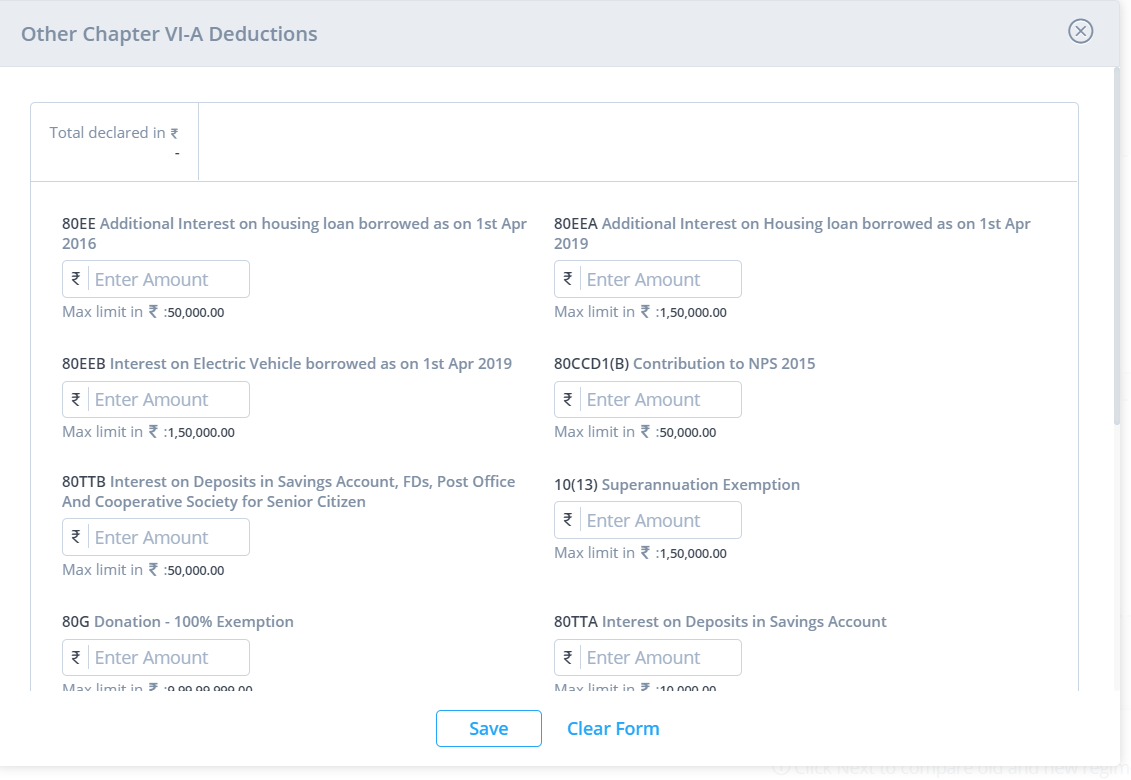 Other Chapter VI-A Deductions
Total declared in ₹
-
80EE Additional Interest on housing loan borrowed as on 1st Apr
2016
₹ Enter Amount
Max limit in ₹ :50,000.00
80EEA Additional Interest on Housing loan borrowed as on 1st Apr
2019
₹ Enter Amount
Max limit in ₹ :1,50,000.00
80EEB Interest on Electric Vehicle borrowed as on 1st Apr 2019
₹ Enter Amount
Max limit in ₹ :1,50,000.00
80CCD1(B) Contribution to NPS 2015
₹ Enter Amount
Max limit in ₹ :50,000.00
80TTB Interest on Deposits in Savings Account, FDs, Post Office
And Cooperative Society for Senior Citizen
₹ Enter Amount
Max limit in ₹ :50,000.00
10(13) Superannuation Exemption
₹ Enter Amount
Max limit in ₹ :1,50,000.00
80G Donation - 100% Exemption
₹ Enter Amount
Max limit in ₹ :9,99,99,999.00
80TTA Interest on Deposits in Savings Account
₹ Enter Amount
Max limit in ₹ :10,000.00
Save
Clear Form
Click Next to compare old and new regim